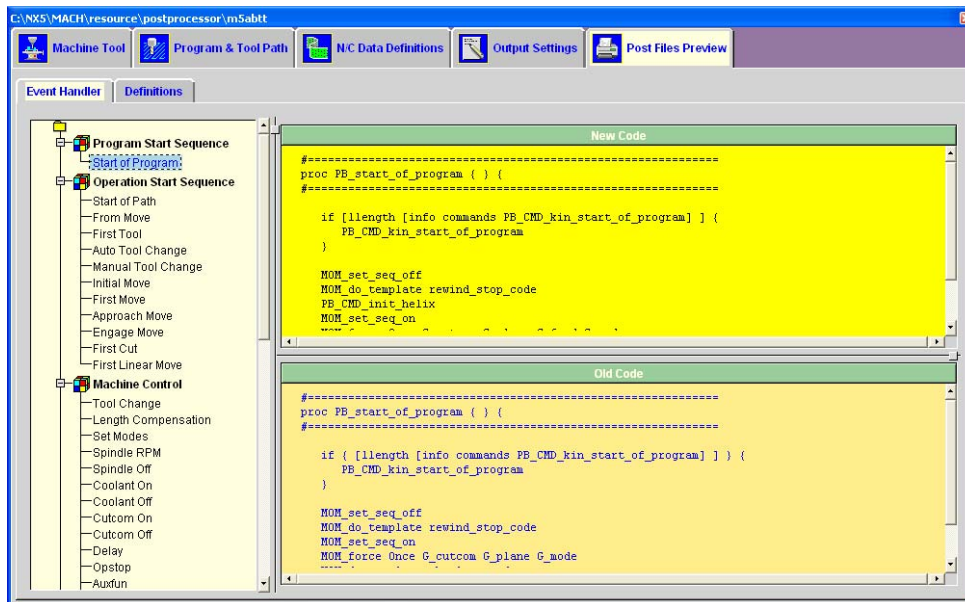 C:\NX5\MACH\resource\postprocessor\m5abtt
Machine Tool
Program & Tool Path
N/C Data Definitions
Output Settings
Post Files Preview
Event Handler
Definitions
Program Start Sequence
Start of Program
Operation Start Sequence
Start of Path
From Move
First Tool
Auto Tool Change
Manual Tool Change
Initial Move
First Move
Approach Move
Engage Move
First Cut
First Linear Move
Machine Control
Tool Change
Length Compensation
Set Modes
Spindle RPM
Spindle Off
Coolant On
Coolant Off
Cutcom On
Cutcom Off
Delay
Opstop
Auxfun
New Code
#=============================================================
proc PB_start_of_program { } {
#=============================================================
if [llength [info commands PB_CMD_kin_start_of_program] ] {
PB_CMD_kin_start_of_program
}
MOM_set_seq_off
MOM_do_template rewind_stop_code
PB_CMD_init_helix
MOM_set_seq_on
Old Code
#=============================================================
proc PB_start_of_program { } {
#=============================================================
if { [llength [info commands PB_CMD_kin_start_of_program] ] } {
PB_CMD_kin_start_of_program
}
MOM_set_seq_off
MOM_do_template rewind_stop_code
MOM_set_seq_on
MOM_force Once G_cutcom G_plane G_mode